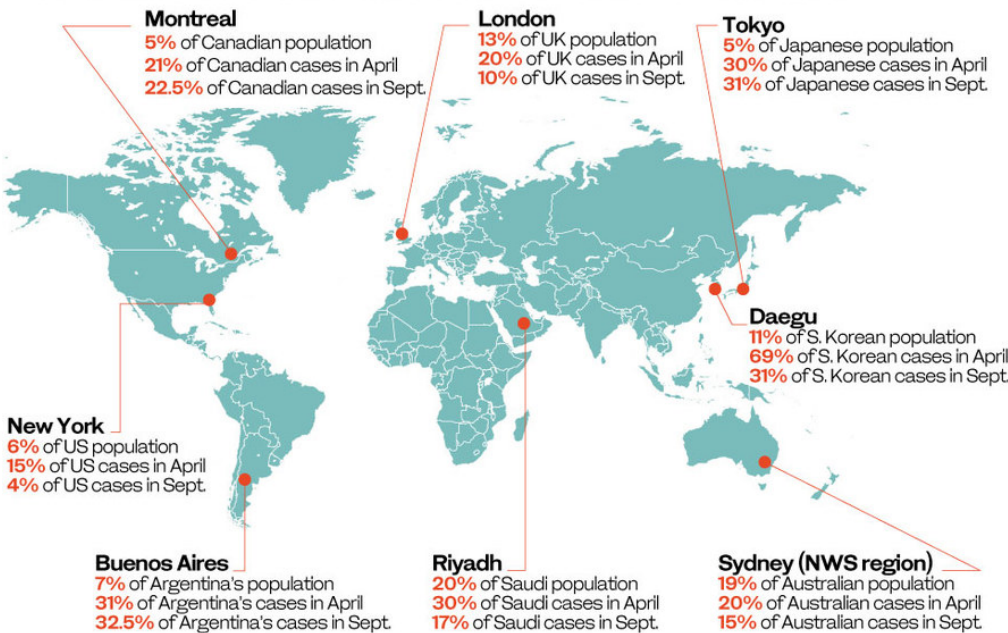 Montreal
5% of Canadian population
21% of Canadian cases in April
22.5% of Canadian cases in Sept.
London
13% of UK population
20% of UK cases in April
10% of UK cases in Sept.
Tokyo
5% of Japanese population
30% of Japanese cases in April
31% of Japanese cases in Sept.
Daegu
11% of S. Korean population
69% of S. Korean cases in April
31% of S. Korean cases in Sept.
New York
6% of US population
15% of US cases in April
4% of US cases in Sept.
Buenos Aires
7% of Argentina's population
31% of Argentina's cases in April
32.5% of Argentina's cases in Sept.
Riyadh
20% of Saudi population
30% of Saudi cases in April
17% of Saudi cases in Sept.
Sydney (NWS region)
19% of Australian population
20% of Australian cases in April
15% of Australian cases in Sept.